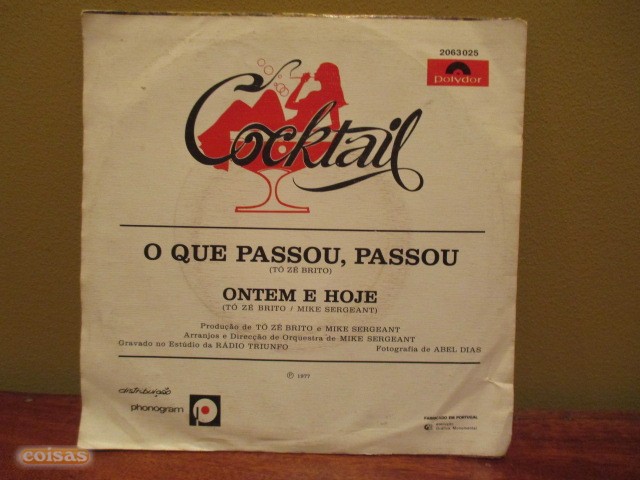 2063025
polydor
Cocktail
O QUE PASSOU, PASSOU
(TÓ ZÉ BRITO)
ONTEM E HOJE
(TÓ ZÉ BRITO / MIKE SERGEANT)
Produção de TÓ ZÉ BRITO e MIKE SERGEANT
Arranjos e Direcção de Orquestra de MIKE SERGEANT
Gravado no Estúdio da RÁDIO TRIUNFO Fotografia de ABEL DIAS
℗ 1977
distribuição
phonogram
FABRICADO EM PORTUGAL
coisas